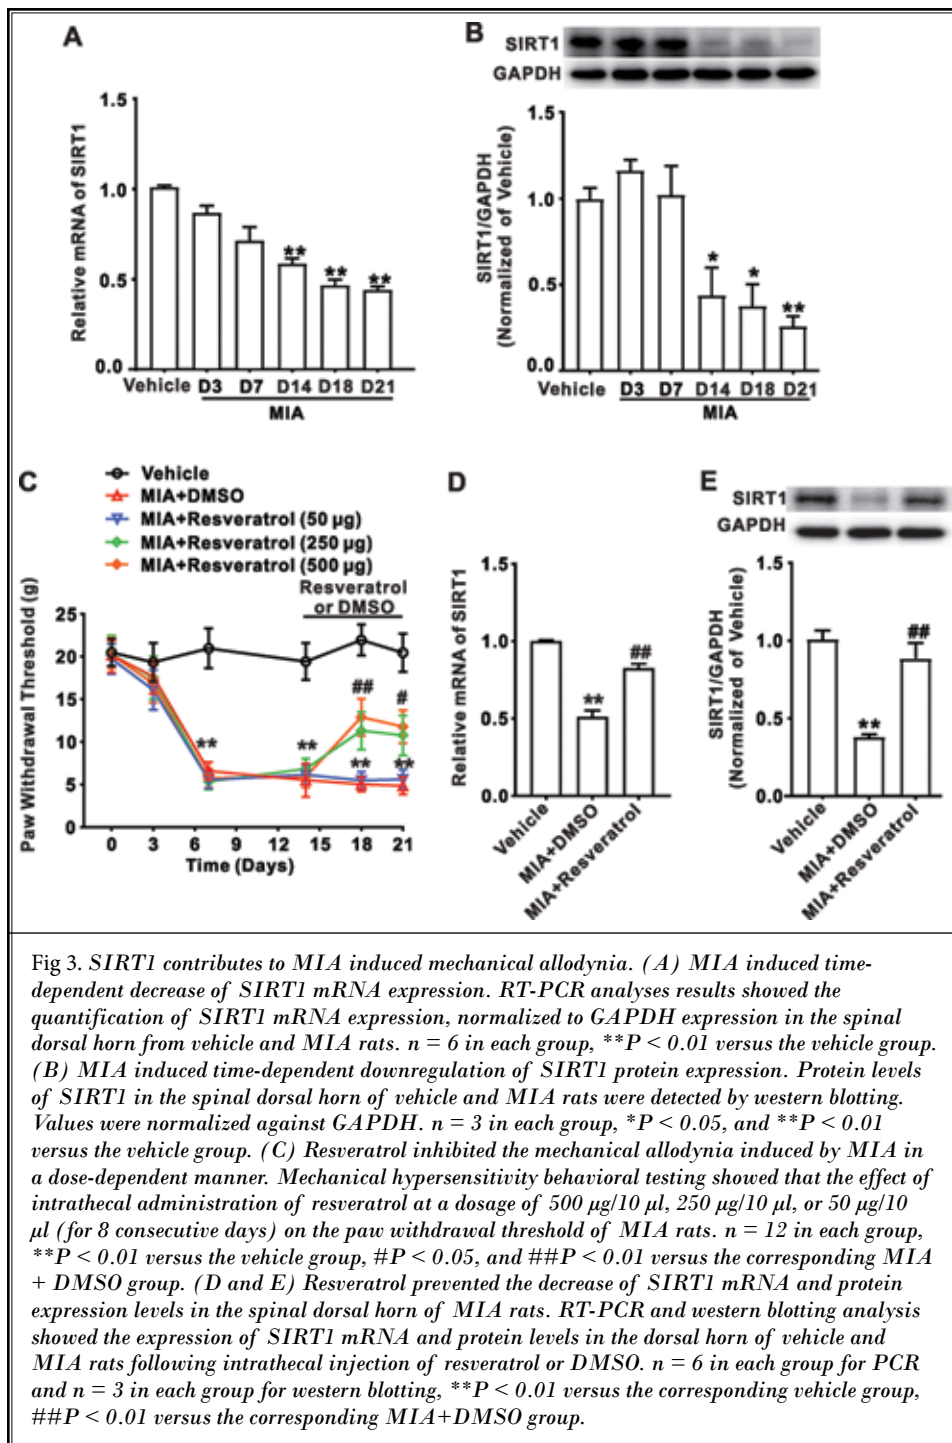 A
Relative mRNA of SIRT1
1.5
1.0
0.5
0.0
** ** **
Vehicle D3 D7 D14 D18 D21
MIA
B
SIRT1
GAPDH
SIRT1/GAPDH
(Normalized of Vehicle)
1.5
1.0
0.5
0.0
* * **
Vehicle D3 D7 D14 D18 D21
MIA
C
Vehicle
MIA+DMSO
MIA+Resveratrol (50 µg)
MIA+Resveratrol (250 µg)
MIA+Resveratrol (500 µg)
Resveratrol
or DMSO
Paw Withdrawal Threshold (g)
25
20
15
10
5
0
## #
** **
** **
0 3 6 9 12 15 18 21
Time (Days)
D
Relative mRNA of SIRT1
1.5
1.0
0.5
0.0
** ##
Vehicle
MIA+DMSO
MIA+Resveratrol
E
SIRT1
GAPDH
SIRT1/GAPDH
(Normalized of Vehicle)
1.5
1.0
0.5
0.0
** ##
Vehicle
MIA+DMSO
MIA+Resveratrol
Fig 3. SIRT1 contributes to MIA induced mechanical allodynia. (A) MIA induced time-
dependent decrease of SIRT1 mRNA expression. RT-PCR analyses results showed the
quantification of SIRT1 mRNA expression, normalized to GAPDH expression in the spinal
dorsal horn from vehicle and MIA rats. n = 6 in each group, **P < 0.01 versus the vehicle group.
(B) MIA induced time-dependent downregulation of SIRT1 protein expression. Protein levels
of SIRT1 in the spinal dorsal horn of vehicle and MIA rats were detected by western blotting.
Values were normalized against GAPDH. n = 3 in each group, *P < 0.05, and **P < 0.01
versus the vehicle group. (C) Resveratrol inhibited the mechanical allodynia induced by MIA in
a dose-dependent manner. Mechanical hypersensitivity behavioral testing showed that the effect of
intrathecal administration of resveratrol at a dosage of 500 µg/10 µl, 250 µg/10 µl, or 50 µg/10
µl (for 8 consecutive days) on the paw withdrawal threshold of MIA rats. n = 12 in each group,
**P < 0.01 versus the vehicle group, #P < 0.05, and ##P < 0.01 versus the corresponding MIA
+ DMSO group. (D and E) Resveratrol prevented the decrease of SIRT1 mRNA and protein
expression levels in the spinal dorsal horn of MIA rats. RT-PCR and western blotting analysis
showed the expression of SIRT1 mRNA and protein levels in the dorsal horn of vehicle and
MIA rats following intrathecal injection of resveratrol or DMSO. n = 6 in each group for PCR
and n = 3 in each group for western blotting, **P < 0.01 versus the corresponding vehicle group,
##P < 0.01 versus the corresponding MIA+DMSO group.